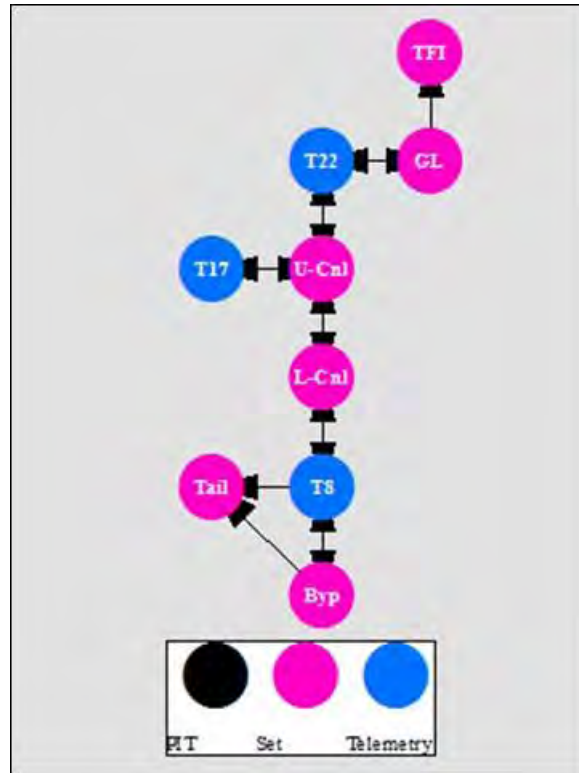 TFI
T22 GL
T17 U-Cnl
L-Cnl
Tail T8
Byp
PIT Set Telemetry